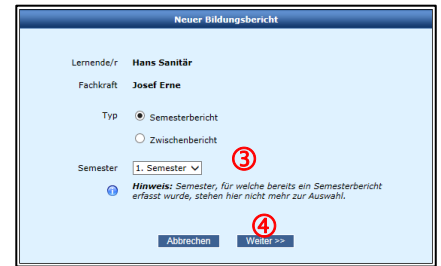 Neuer Bildungsbericht
Lernende/r Hans Sanitär
Fachkraft Josef Erne
Typ Semesterbericht
Zwischenbericht
3
Semester 1. Semester
Hinweis: Semester, für welche bereits ein Semesterbericht
erfasst wurde, stehen hier nicht mehr zur Auswahl.
4
Abbrechen Weiter >>